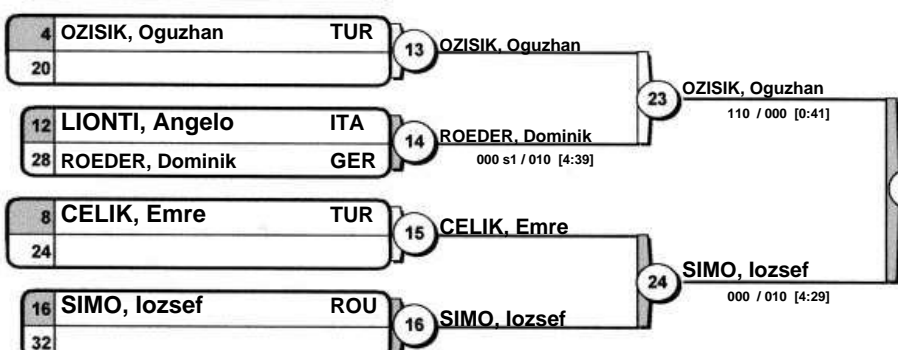 4 OZISIK, Oguzhan TUR
20
13 OZISIK, Oguzhan
23 OZISIK, Oguzhan
110 / 000 [0:41]
12 LIONTI, Angelo ITA
28 ROEDER, Dominik GER
14 ROEDER, Dominik
000 s1 / 010 [4:39]
8 CELIK, Emre TUR
24
15 CELIK, Emre
24 SIMO, Iozsef
000 / 010 [4:29]
16 SIMO, Iozsef ROU
32
16 SIMO, Iozsef